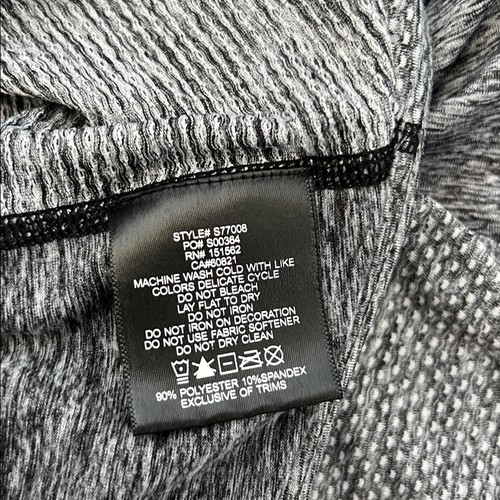 STYLE# S77008
PO# S00364
RN# 151562
CA#60821
MACHINE WASH COLD WITH LIKE
COLORS DELICATE CYCLE
DO NOT BLEACH
LAY FLAT TO DRY
DO NOT IRON
DO NOT IRON ON DECORATION
DO NOT USE FABRIC SOFTENER
DO NOT DRY CLEAN
90% POLYESTER 10%SPANDEX
EXCLUSIVE OF TRIMS